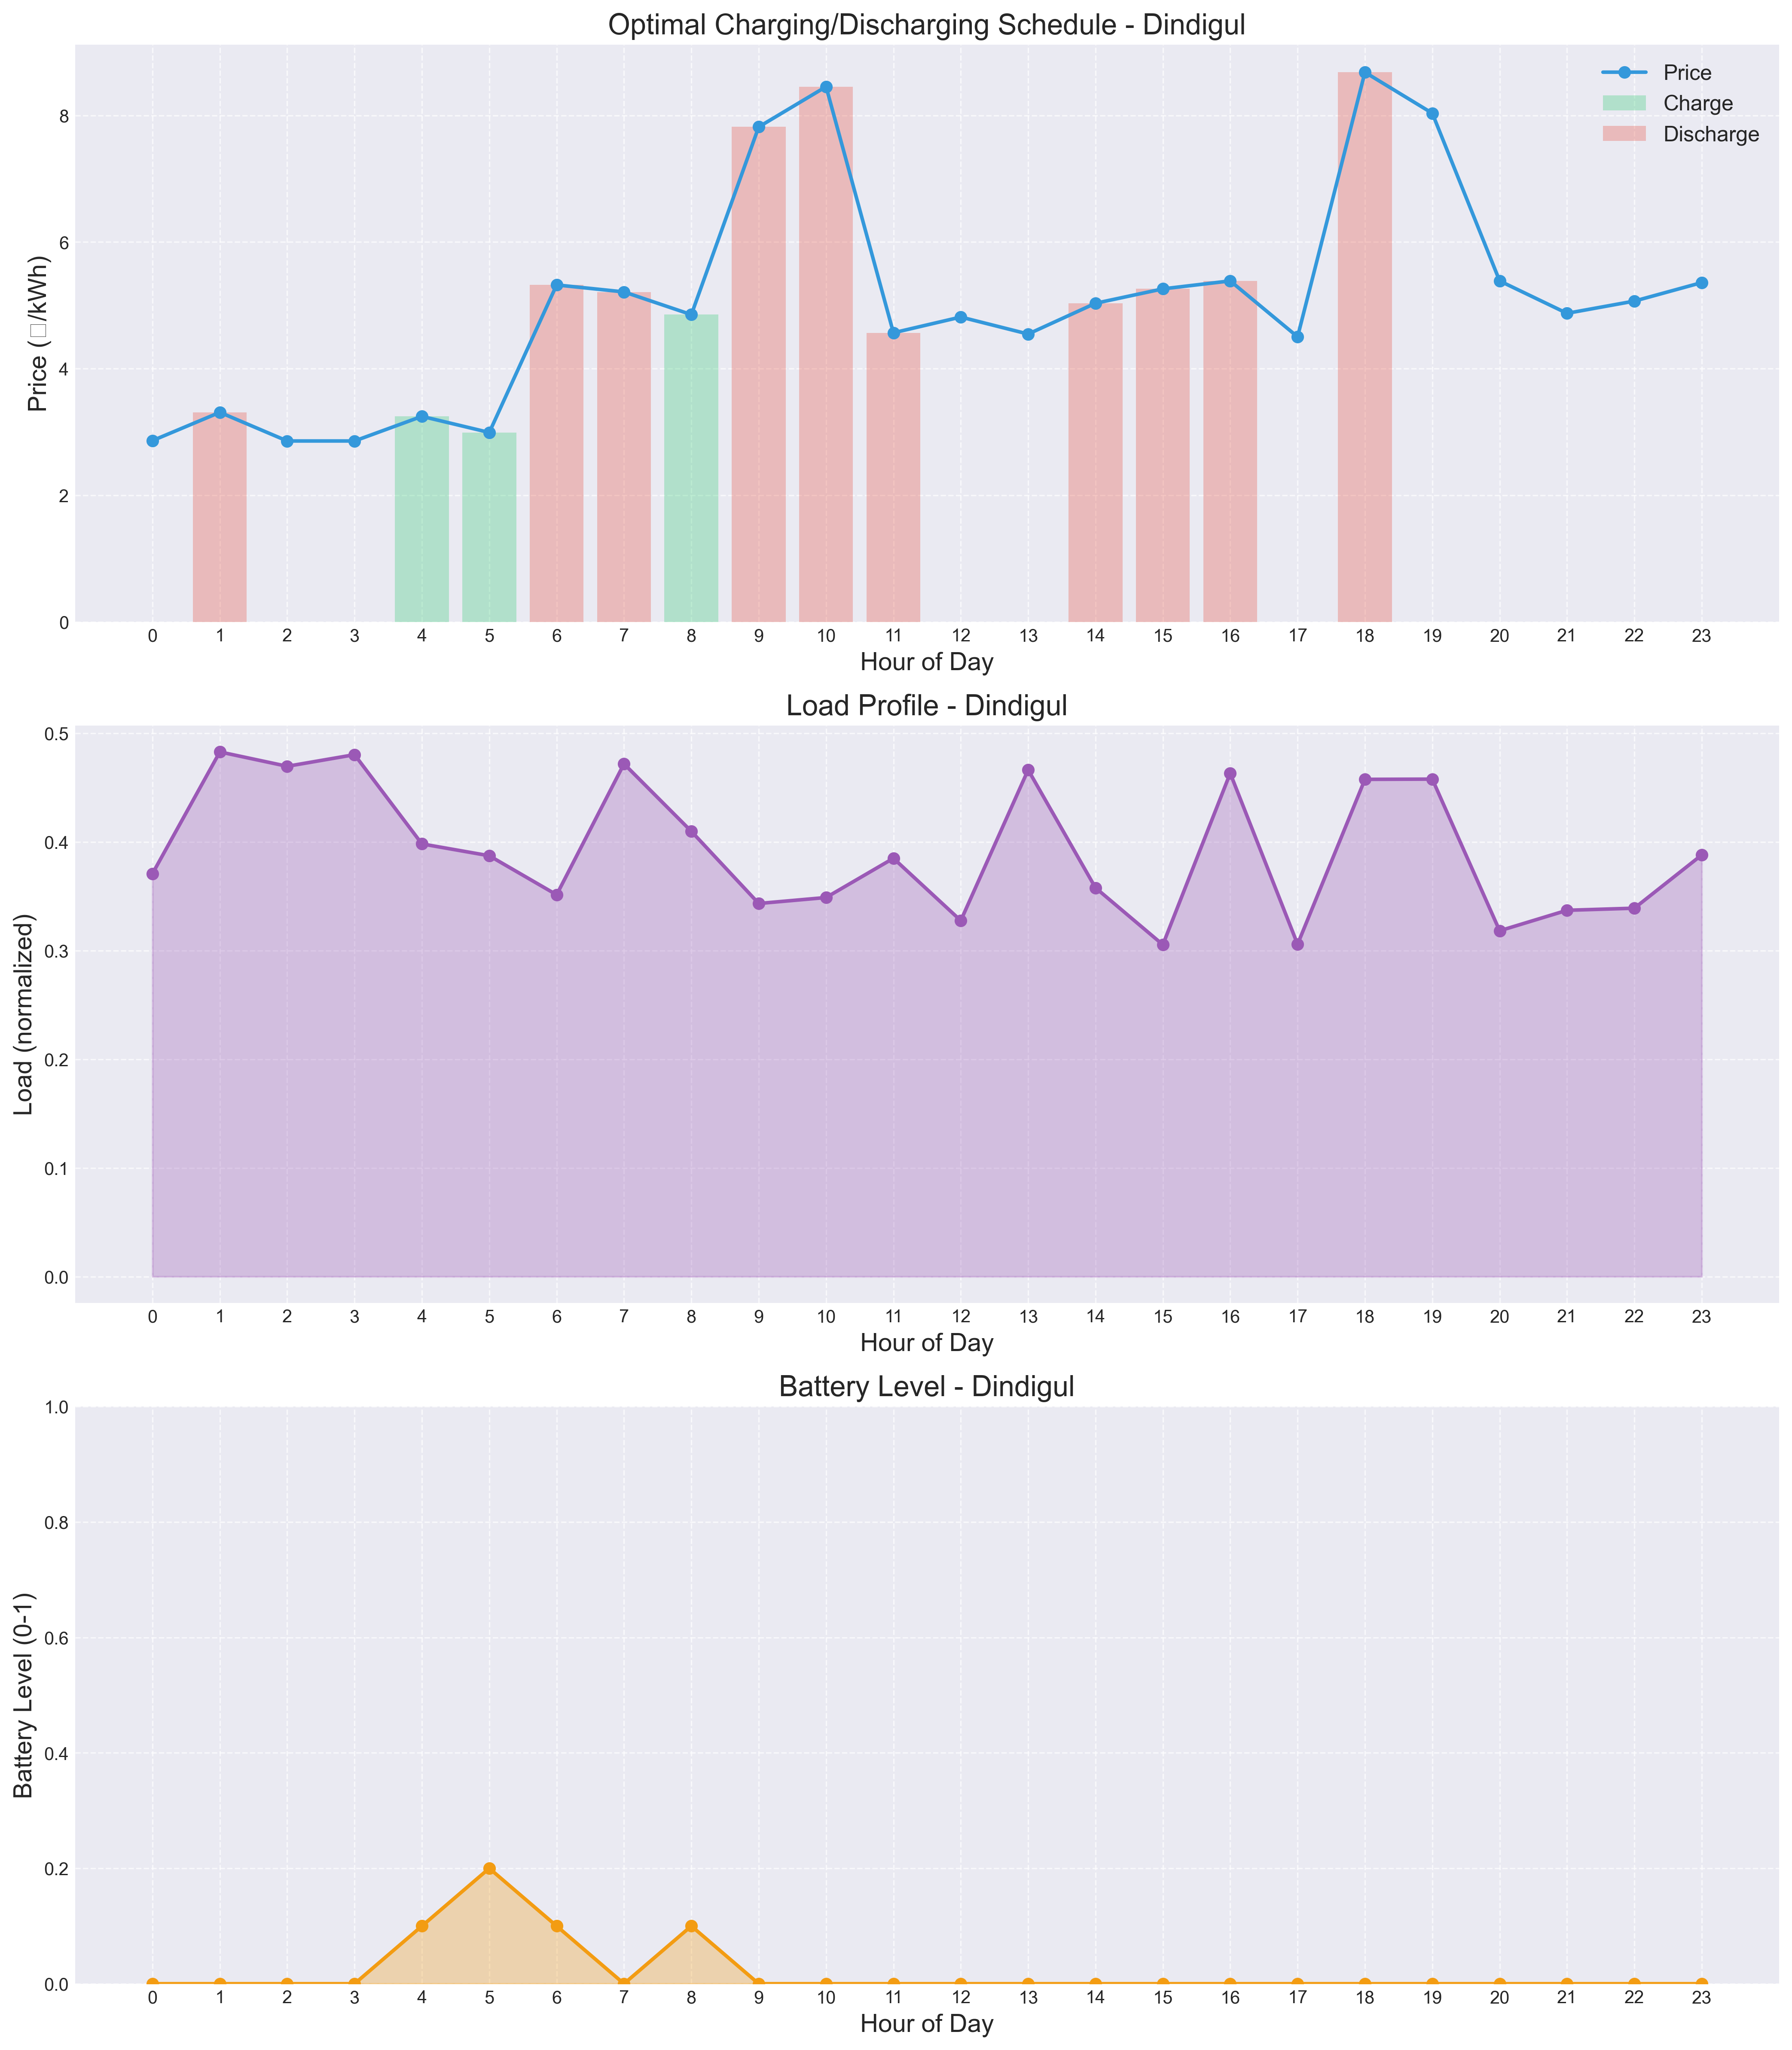 Optimal Charging/Discharging Schedule - Dindigul
Price
Charge
Discharge
Price (□/kWh)
8
6
4
2
0
0 1 2 3 4 5 6 7 8 9 10 11 12 13 14 15 16 17 18 19 20 21 22 23
Hour of Day
Load Profile - Dindigul
Load (normalized)
0.5
0.4
0.3
0.2
0.1
0.0
0 1 2 3 4 5 6 7 8 9 10 11 12 13 14 15 16 17 18 19 20 21 22 23
Hour of Day
Battery Level - Dindigul
Battery Level (0-1)
1.0
0.8
0.6
0.4
0.2
0.0
0 1 2 3 4 5 6 7 8 9 10 11 12 13 14 15 16 17 18 19 20 21 22 23
Hour of Day